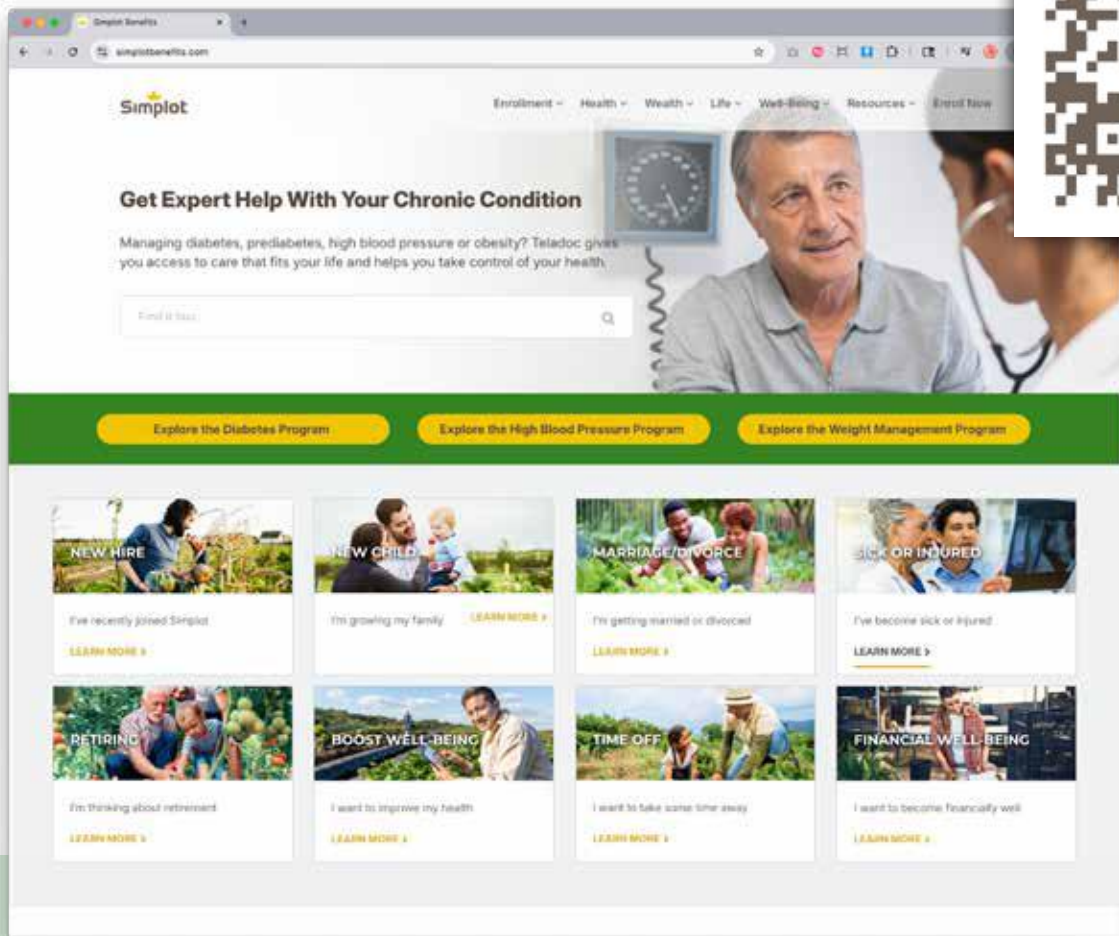 Simplot Benefits
simplotbenefits.com
Simplot
Enrollment Health Wealth Life Well-Being Resources Enroll Now
Get Expert Help With Your Chronic Condition
Managing diabetes, prediabetes, high blood pressure or obesity? Teladoc gives
you access to care that fits your life and helps you take control of your health.
Find it fast
Explore the Diabetes Program
Explore the High Blood Pressure Program
Explore the Weight Management Program
NEW HIRE
I've recently joined Simplot
LEARN MORE >
NEW CHILD
I'm growing my family LEARN MORE >
MARRIAGE/DIVORCE
I'm getting married or divorced
LEARN MORE >
SICK OR INJURED
I've become sick or injured
LEARN MORE >
RETIRING
I'm thinking about retirement
LEARN MORE >
BOOST WELL-BEING
I want to improve my health
LEARN MORE >
TIME OFF
I want to take some time away
LEARN MORE >
FINANCIAL WELL-BEING
I want to become financially well
LEARN MORE >